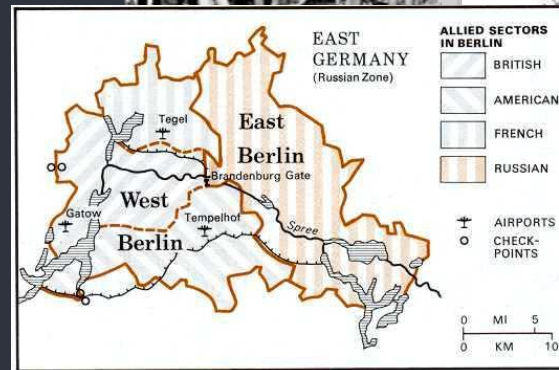 EAST
GERMANY
(Russian Zone)
Tegel
East
Berlin
Brandenburg Gate
West
Gatow
Tempelhof
Spree
Berlin
ALLIED SECTORS
IN BERLIN
BRITISH
AMERICAN
FRENCH
RUSSIAN
AIRPORTS
CHECK-
POINTS
0 MI 5
0 KM 10